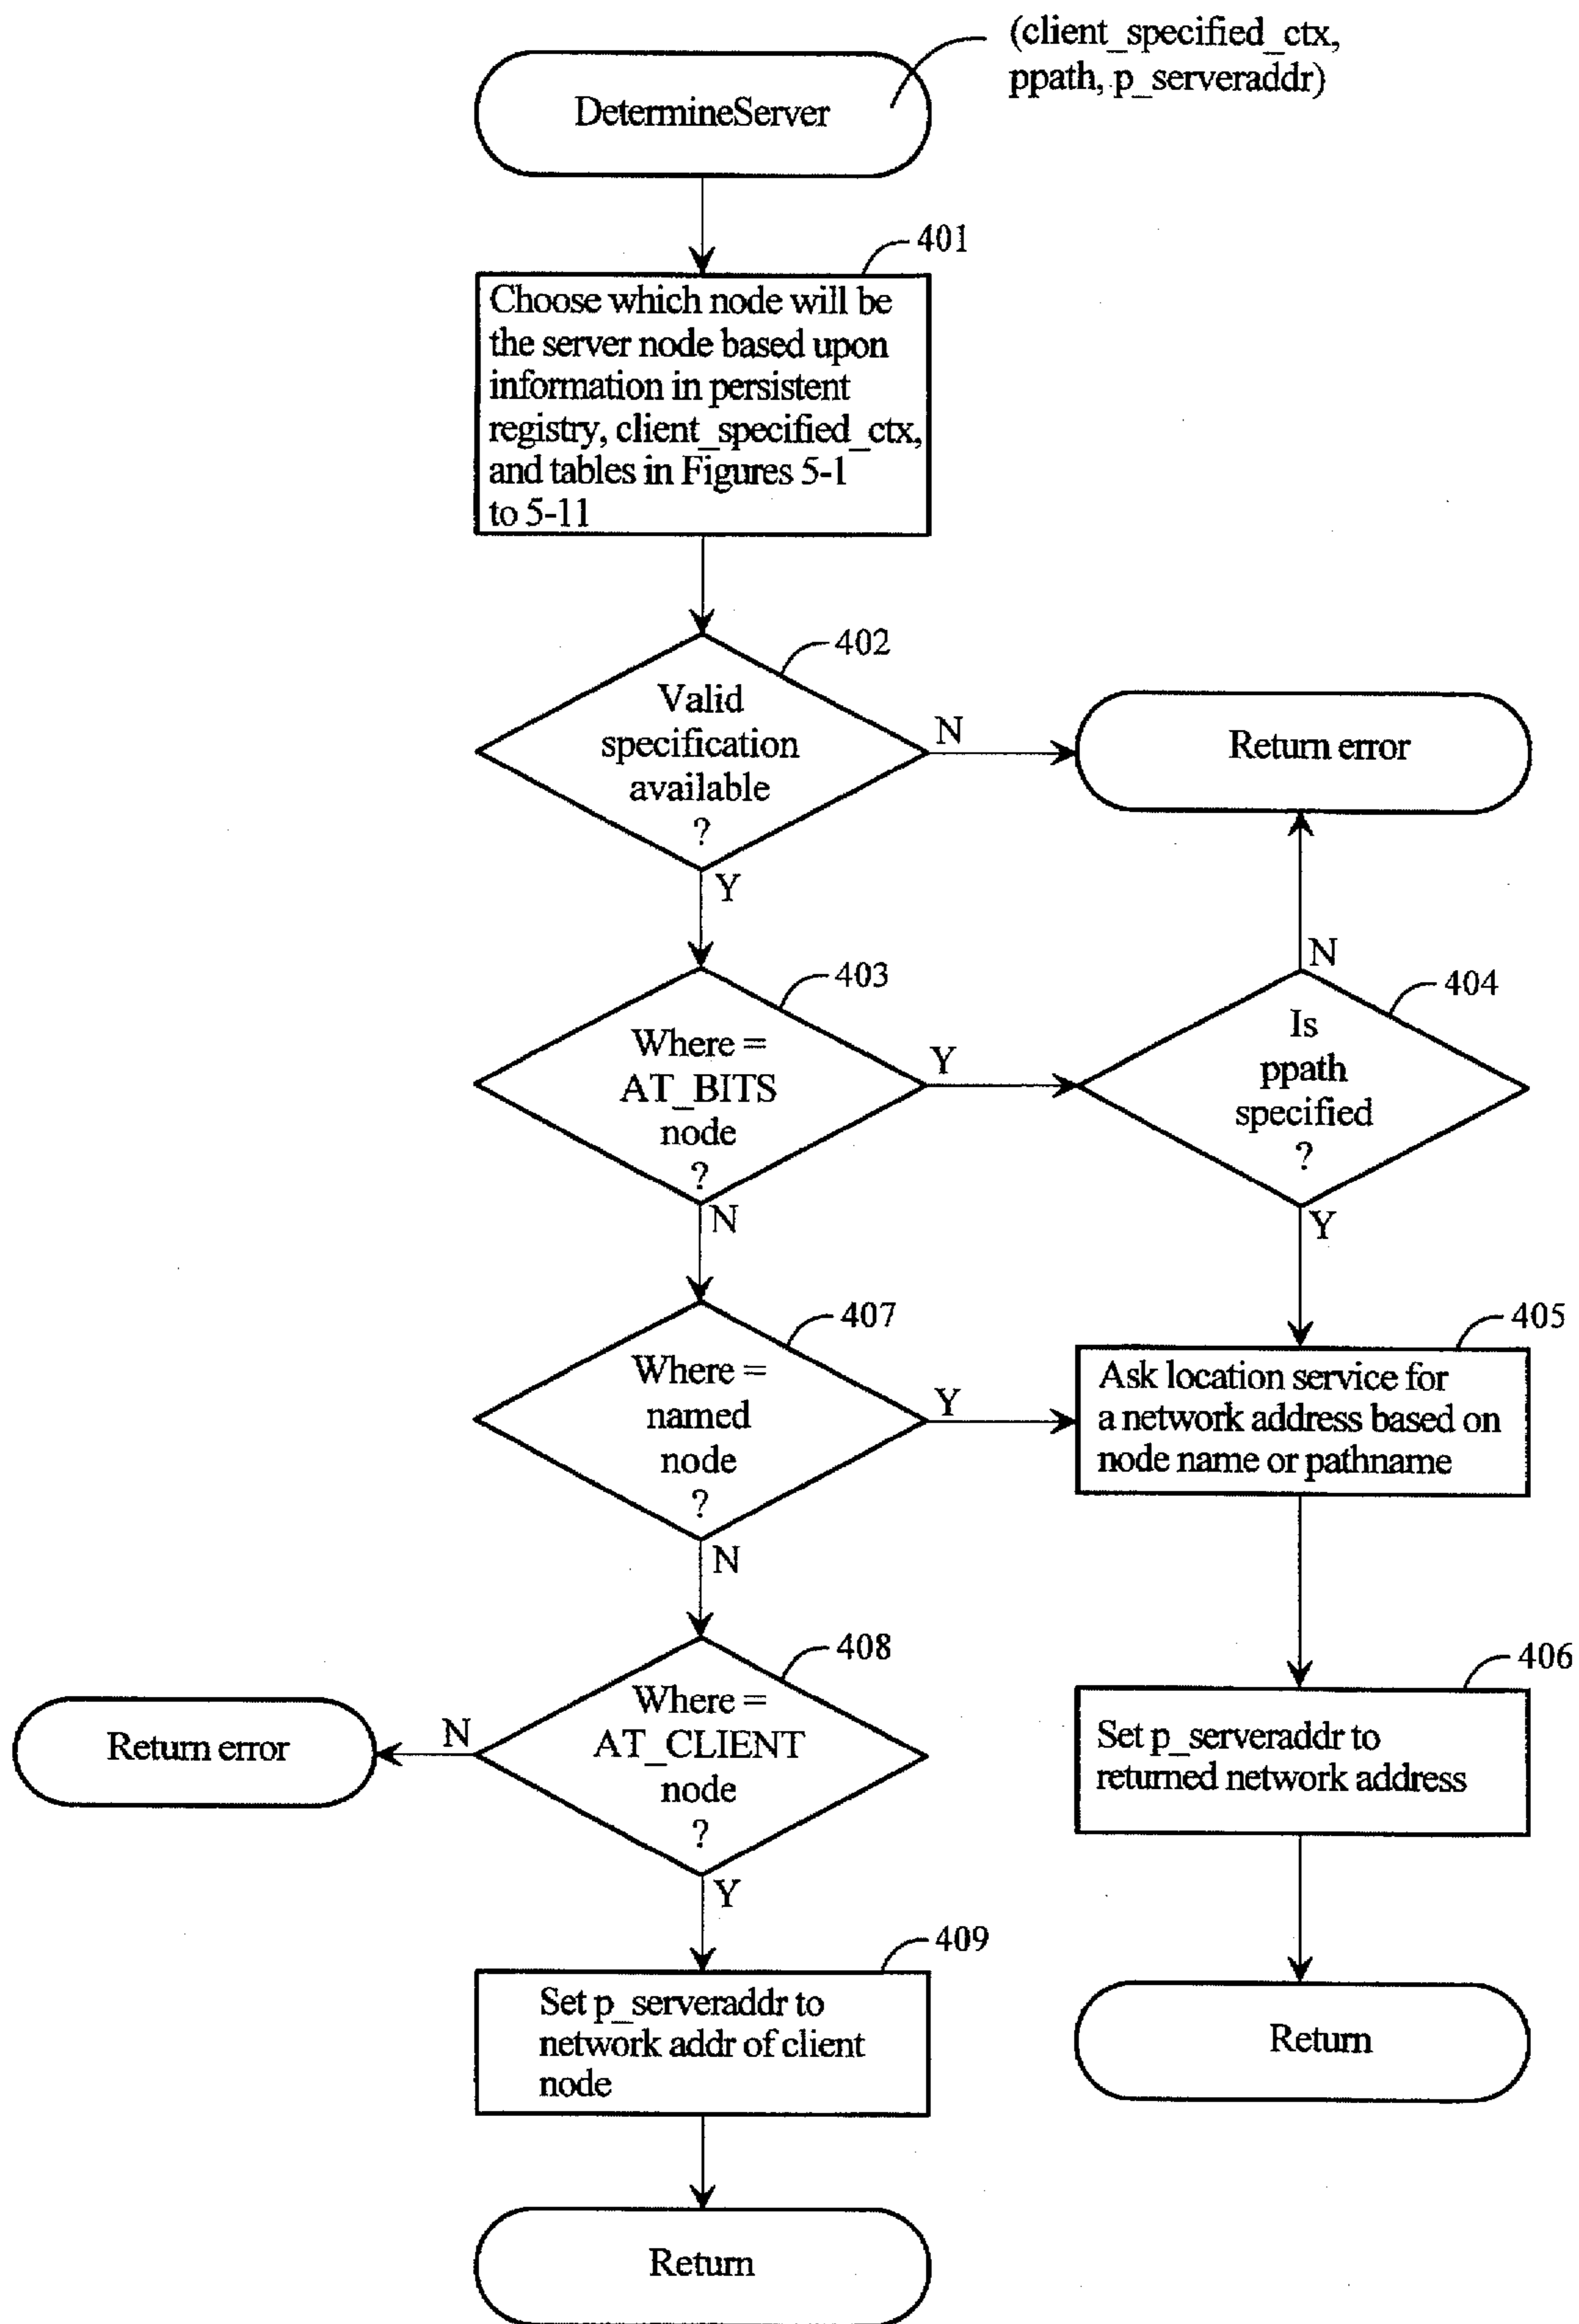 (client_specified_ctx,
ppath, p_serveraddr)
DetermineServer
401
Choose which node will be
the server node based upon
information in persistent
registry, client_specified_ctx,
and tables in Figures 5-1
to 5-11
402
Valid
specification
available
?
N
Return error
Y
N
403
Where =
AT_BITS
node
?
Y
404
Is
ppath
specified
?
N
Y
407
Where =
named
node
?
Y
405
Ask location service for
a network address based on
node name or pathname
N
408
Where =
AT_CLIENT
node
?
N
Return error
406
Set p_serveraddr to
returned network address
Y
409
Set p_serveraddr to
network addr of client
node
Return
Return